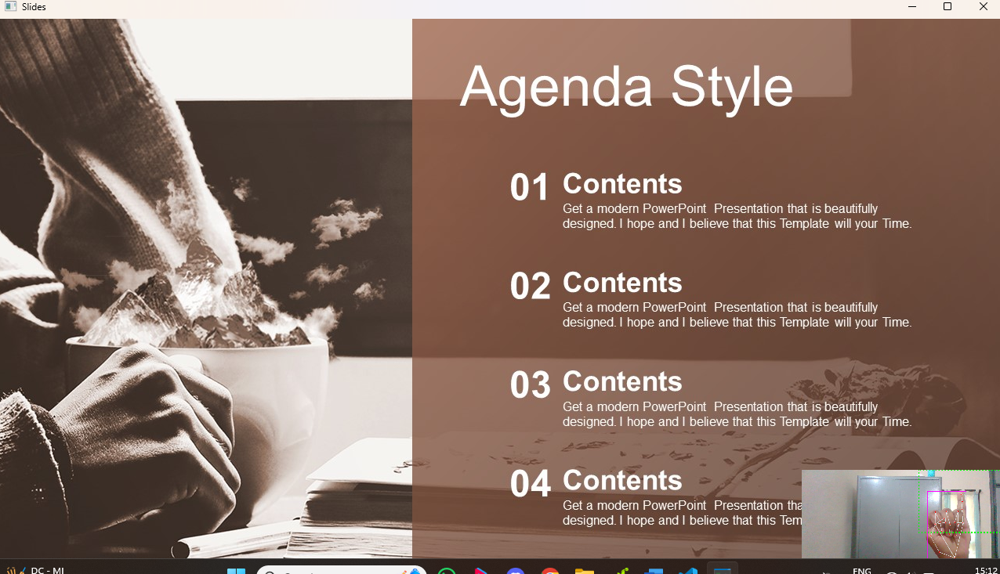 Slides
Agenda Style
01 Contents
Get a modern PowerPoint Presentation that is beautifully
designed. I hope and I believe that this Template will your Time.
02 Contents
Get a modern PowerPoint Presentation that is beautifully
designed. I hope and I believe that this Template will your Time.
03 Contents
Get a modern PowerPoint Presentation that is beautifully
designed. I hope and I believe that this Template will your Time.
04 Contents
Get a modern PowerPoint Presentation tha
designed. I hope and I believe that this Tem
DC - MI
ENG
15:12